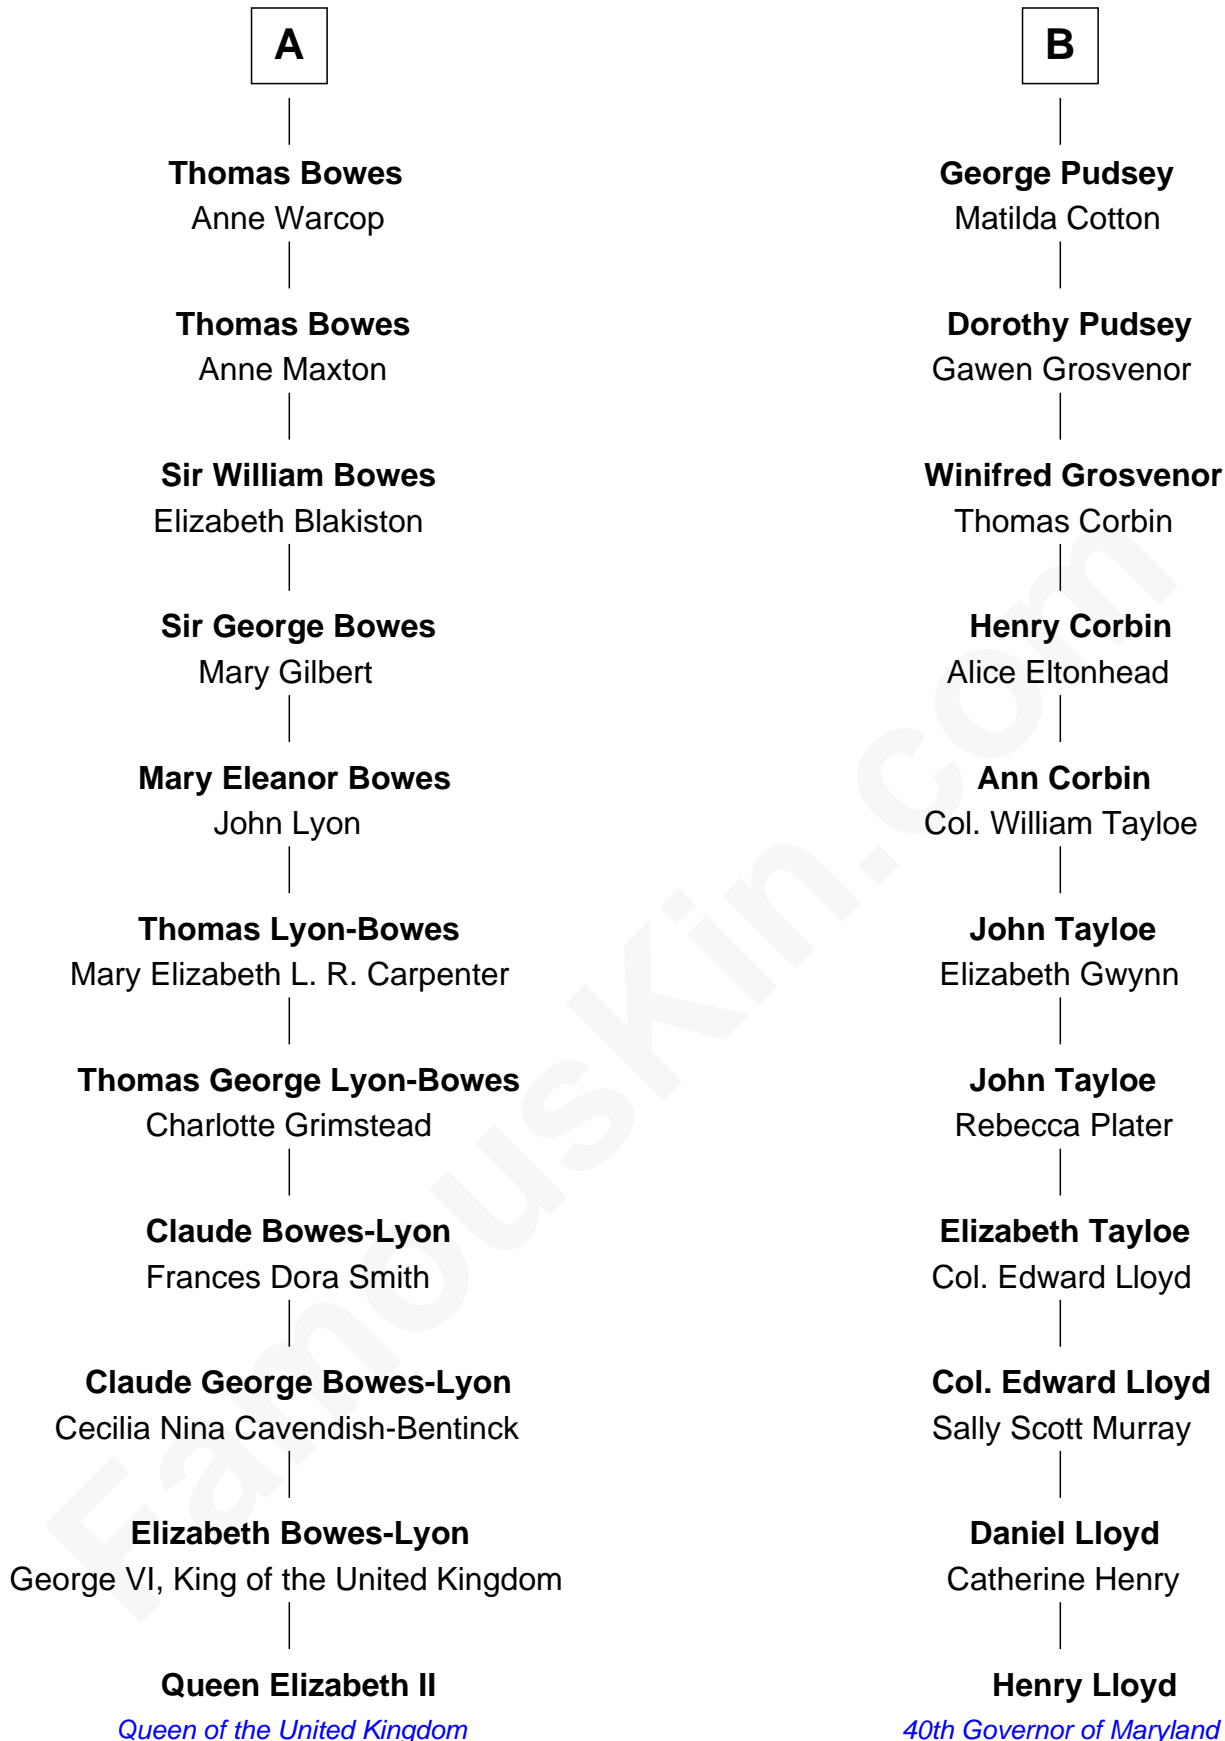 A
Thomas Bowes
Anne Warcop
Thomas Bowes
Anne Maxton
Sir William Bowes
Elizabeth Blakiston
Sir George Bowes
Mary Gilbert
Mary Eleanor Bowes
John Lyon
Thomas Lyon-Bowes
Mary Elizabeth L. R. Carpenter
Thomas George Lyon-Bowes
Charlotte Grimstead
Claude Bowes-Lyon
Frances Dora Smith
Claude George Bowes-Lyon
Cecilia Nina Cavendish-Bentinck
Elizabeth Bowes-Lyon
George VI, King of the United Kingdom
Queen Elizabeth II
Queen of the United Kingdom
B
George Pudsey
Matilda Cotton
Dorothy Pudsey
Gawen Grosvenor
Winifred Grosvenor
Thomas Corbin
Henry Corbin
Alice Eltonhead
Ann Corbin
Col. William Tayloe
John Tayloe
Elizabeth Gwynn
John Tayloe
Rebecca Plater
Elizabeth Tayloe
Col. Edward Lloyd
Col. Edward Lloyd
Sally Scott Murray
Daniel Lloyd
Catherine Henry
Henry Lloyd
40th Governor of Maryland
FamousKin.com